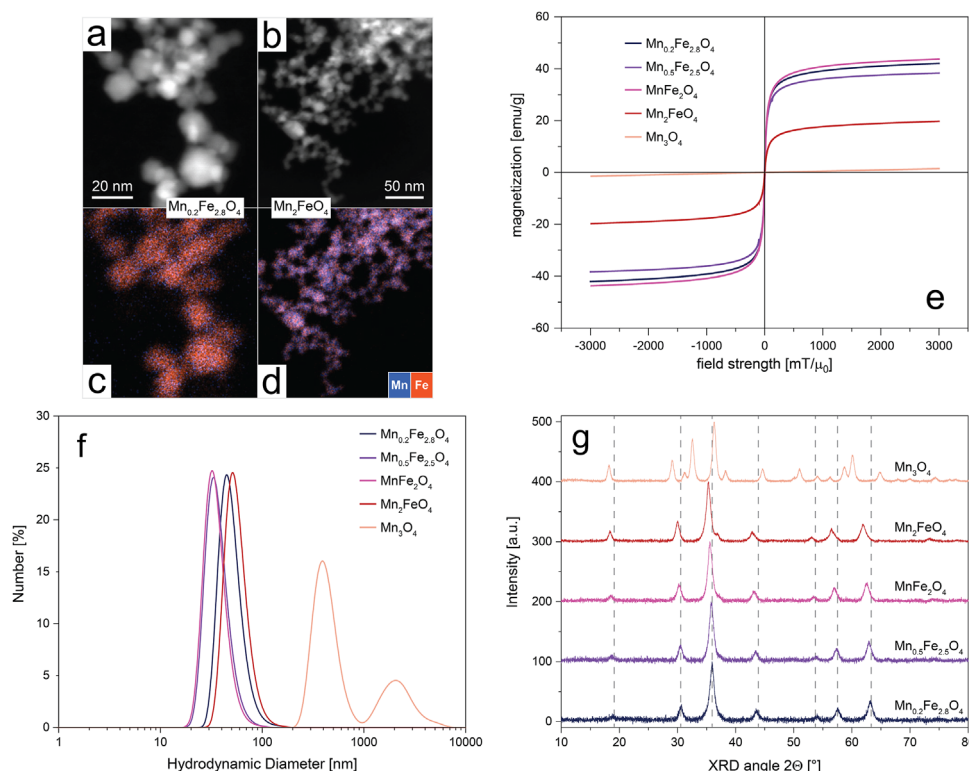 a
b
20 nm
50 nm
Mn0.2Fe2.8O4
Mn2FeO4
c
d
Mn Fe
e
magnetization [emu/g]
60
40
20
0
-20
-40
-60
-3000 -2000 -1000 0 1000 2000 3000
field strength [mT/μ0]
Mn0.2Fe2.8O4
Mn0.5Fe2.5O4
MnFe2O4
Mn2FeO4
Mn3O4
f
Number [%]
30
25
20
15
10
5
0
1 10 100 1000 10000
Hydrodynamic Diameter [nm]
Mn0.2Fe2.8O4
Mn0.5Fe2.5O4
MnFe2O4
Mn2FeO4
Mn3O4
g
Intensity [a.u.]
500
400
300
200
100
0
10 20 30 40 50 60 70 80
XRD angle 2Θ [°]
Mn3O4
Mn2FeO4
MnFe2O4
Mn0.5Fe2.5O4
Mn0.2Fe2.8O4